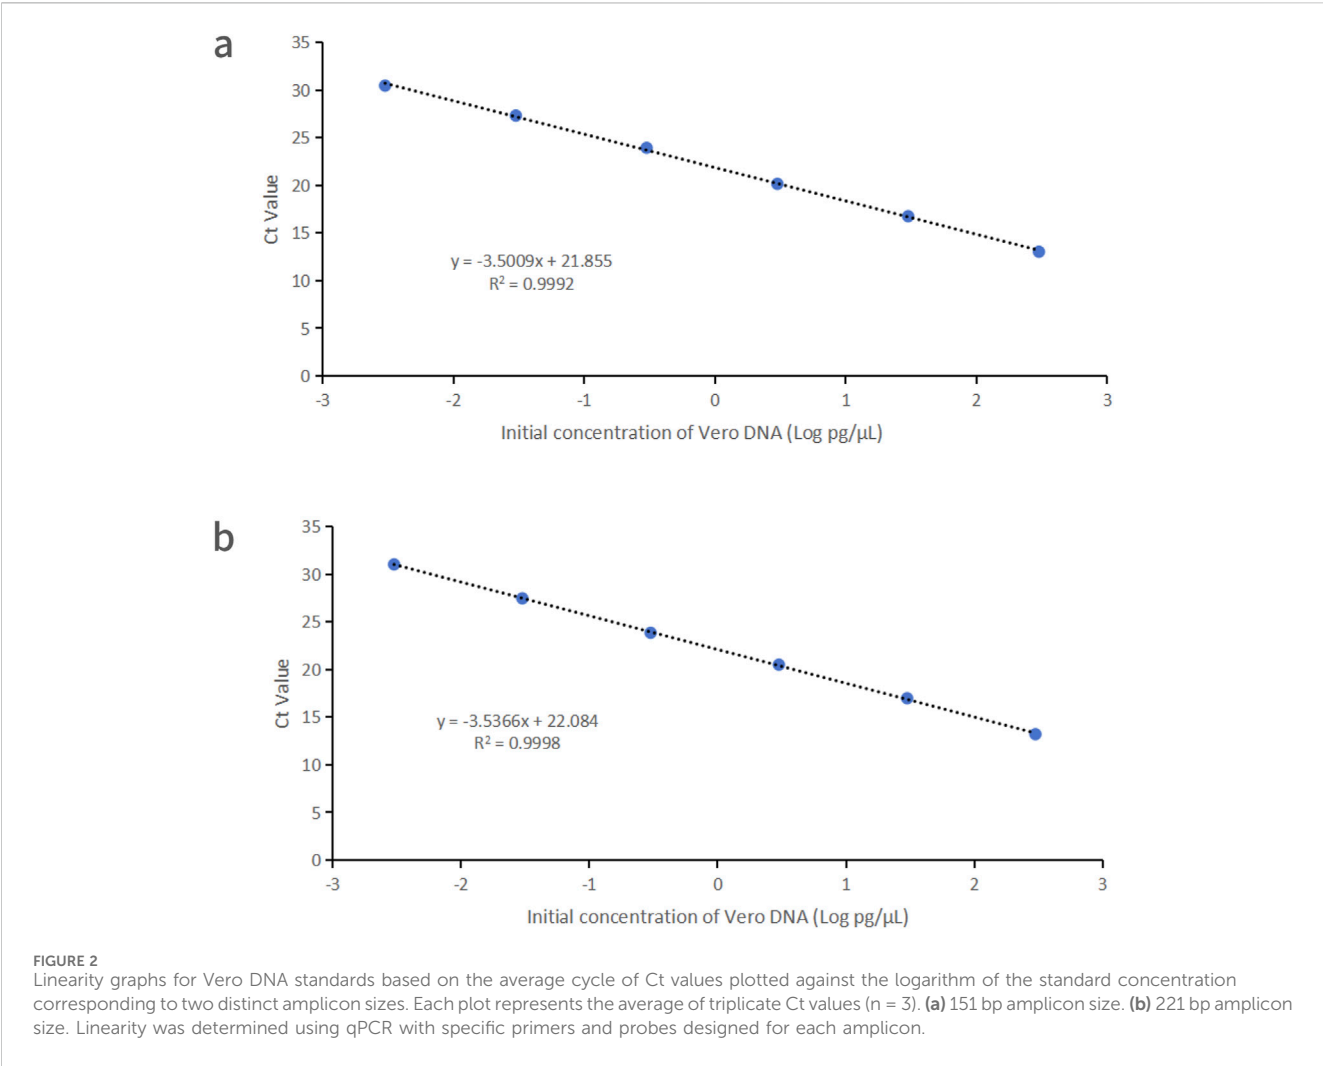 a
35
30
25
20
15
10
5
0
Ct Value
y = -3.5009x + 21.855
R² = 0.9992
-3 -2 -1 0 1 2 3
Initial concentration of Vero DNA (Log pg/µL)
b
35
30
25
20
15
10
5
0
Ct Value
y = -3.5366x + 22.084
R² = 0.9998
-3 -2 -1 0 1 2 3
Initial concentration of Vero DNA (Log pg/µL)
FIGURE 2
Linearity graphs for Vero DNA standards based on the average cycle of Ct values plotted against the logarithm of the standard concentration
corresponding to two distinct amplicon sizes. Each plot represents the average of triplicate Ct values (n = 3). (a) 151 bp amplicon size. (b) 221 bp amplicon
size. Linearity was determined using qPCR with specific primers and probes designed for each amplicon.